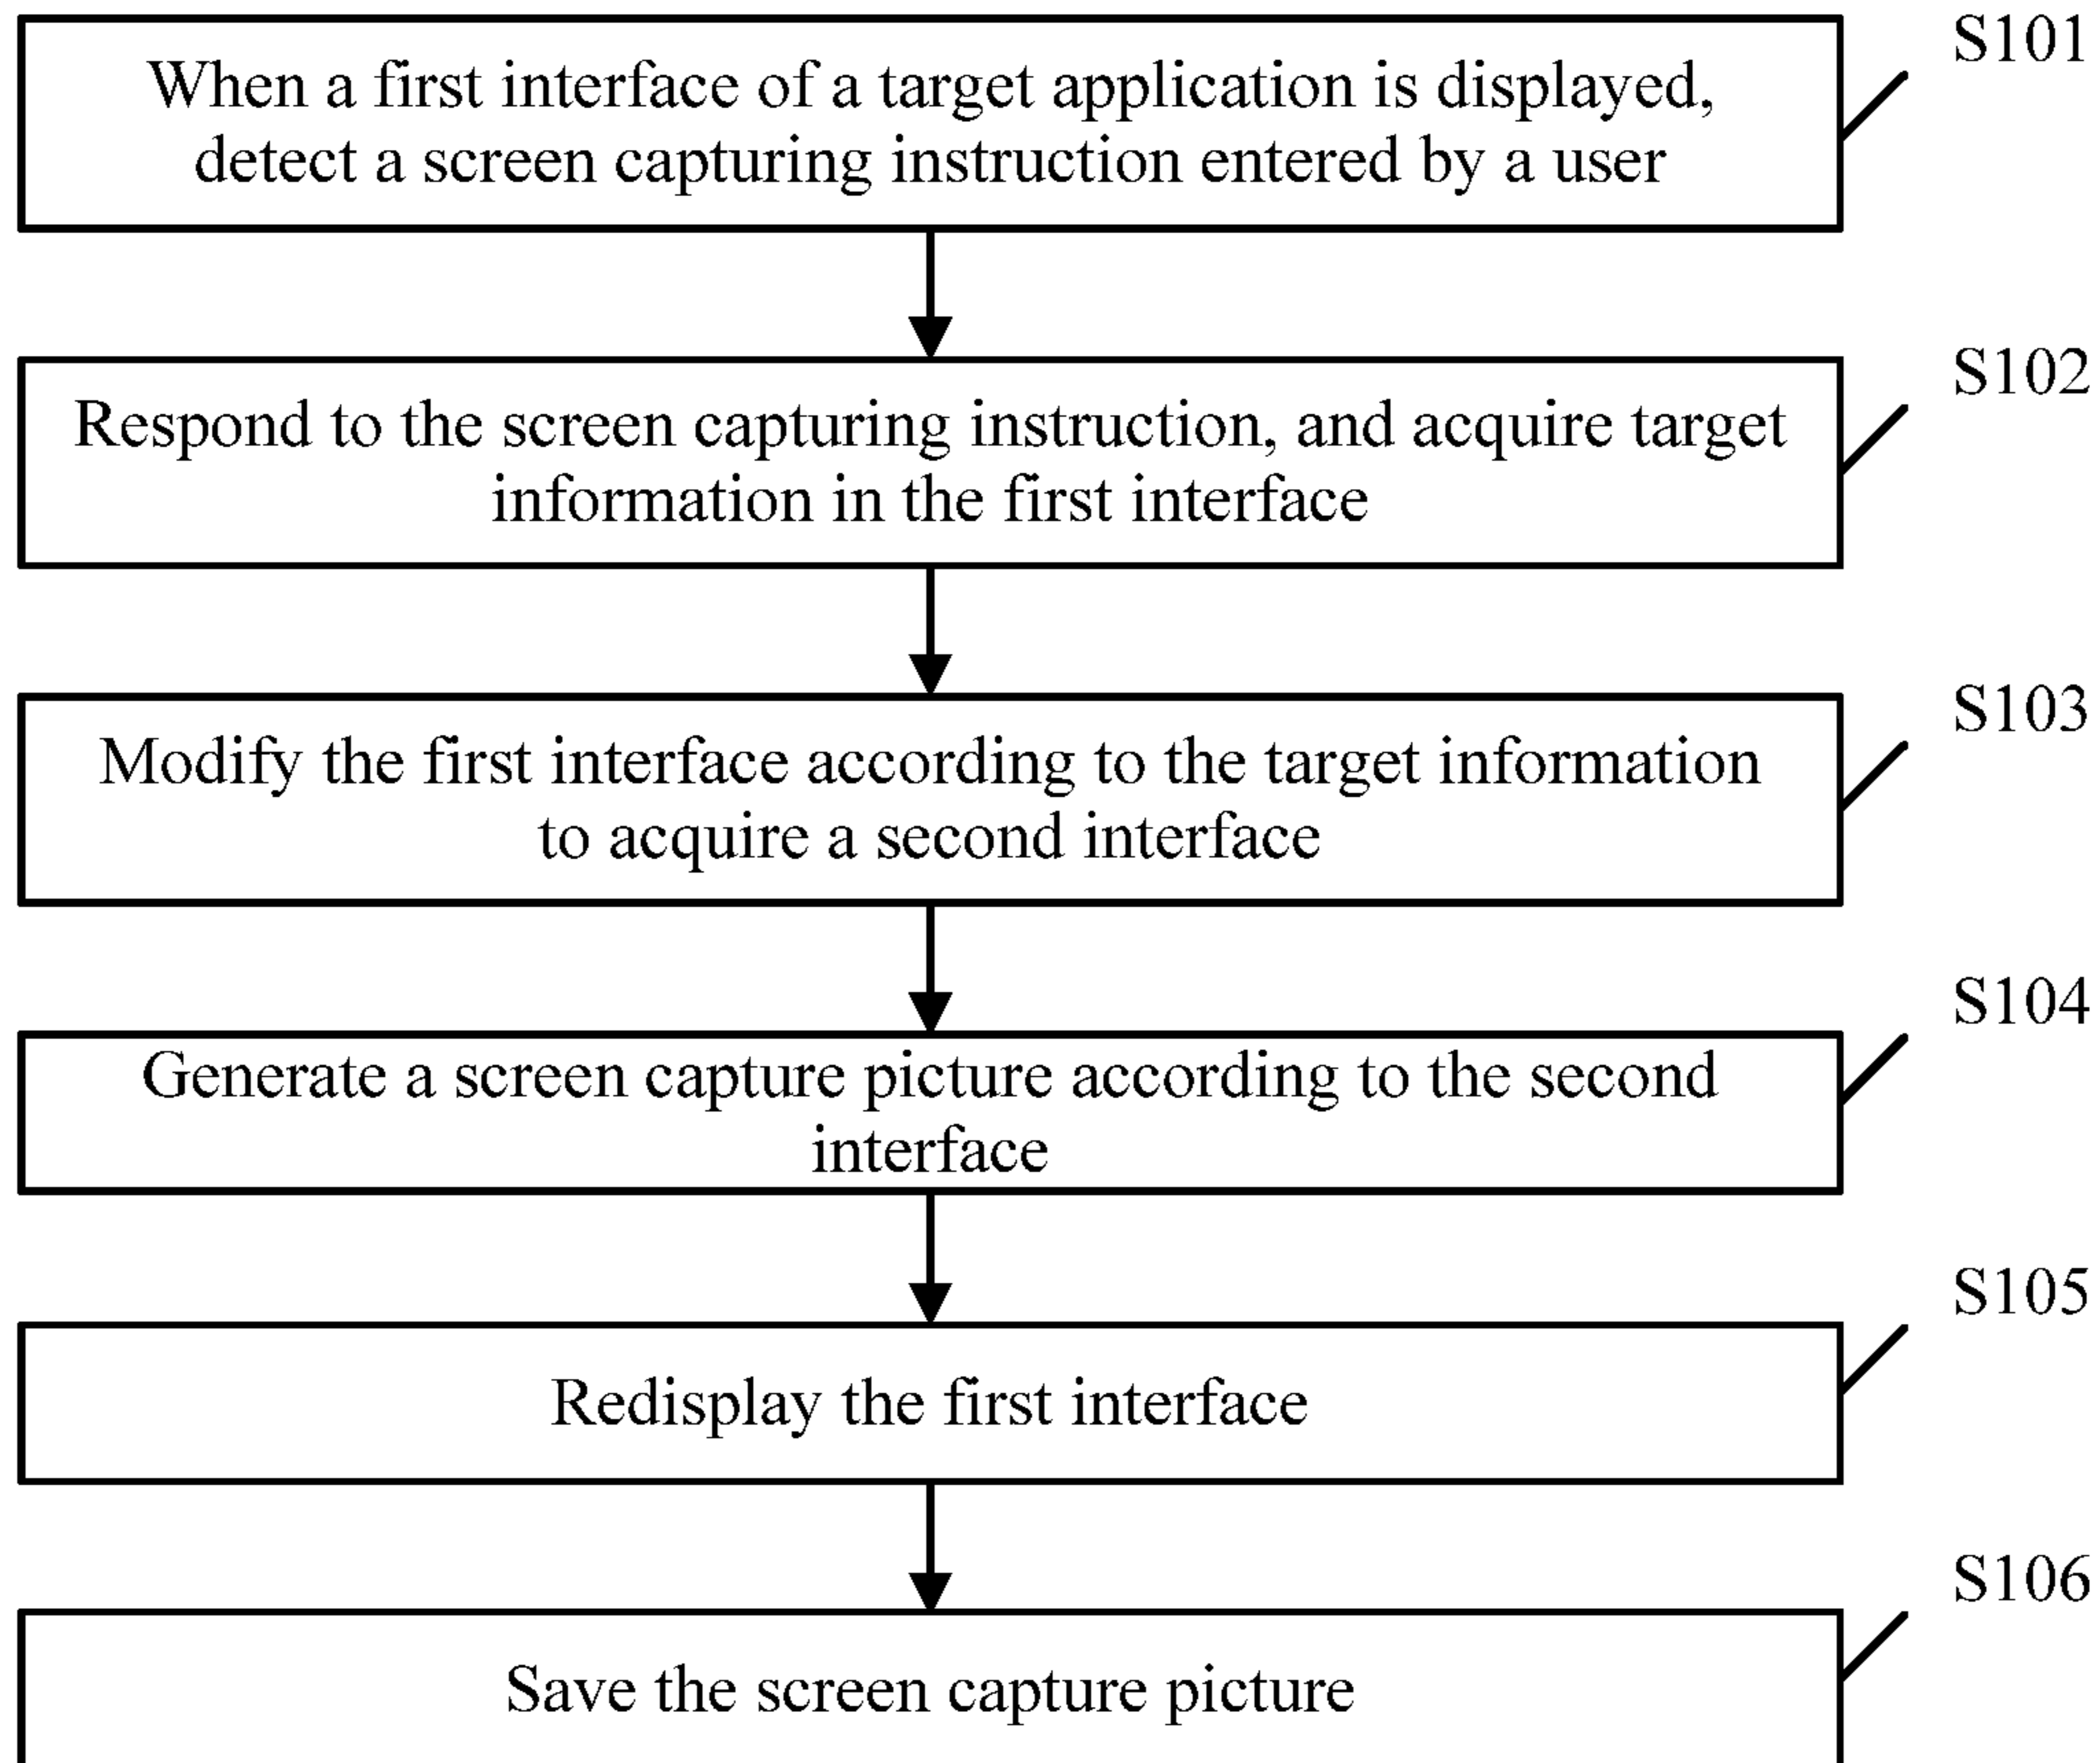 S101
When a first interface of a target application is displayed,
detect a screen capturing instruction entered by a user
S102
Respond to the screen capturing instruction, and acquire target
information in the first interface
S103
Modify the first interface according to the target information
to acquire a second interface
S104
Generate a screen capture picture according to the second
interface
S105
Redisplay the first interface
S106
Save the screen capture picture